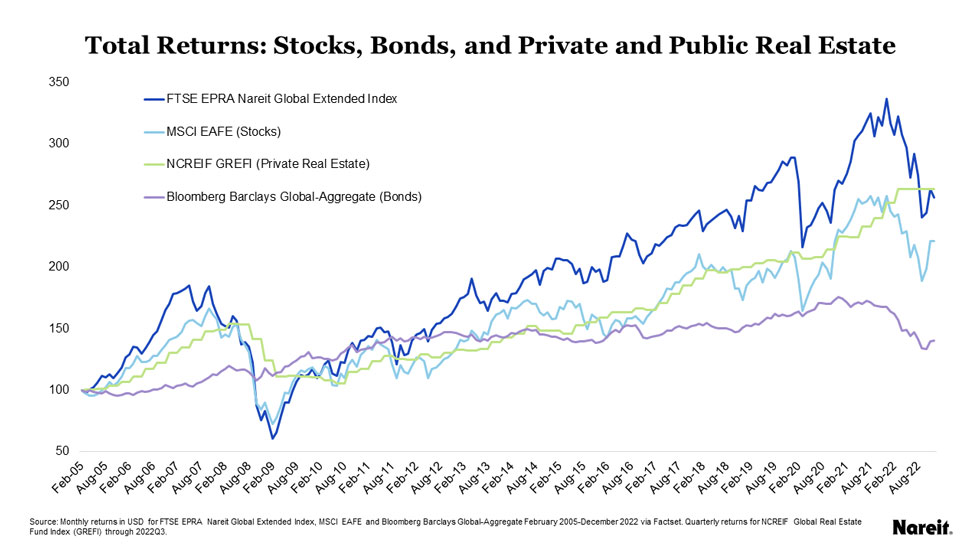 Total Returns: Stocks, Bonds, and Private and Public Real Estate
350
300
250
200
150
100
50
FTSE EPRA Nareit Global Extended Index
MSCI EAFE (Stocks)
NCREIF GREFI (Private Real Estate)
Bloomberg Barclays Global-Aggregate (Bonds)
Feb-05
Aug-05
Feb-06
Aug-06
Feb-07
Aug-07
Feb-08
Aug-08
Feb-09
Aug-09
Feb-10
Aug-10
Feb-11
Aug-11
Feb-12
Aug-12
Feb-13
Aug-13
Feb-14
Aug-14
Feb-15
Aug-15
Feb-16
Aug-16
Feb-17
Aug-17
Feb-18
Aug-18
Feb-19
Aug-19
Feb-20
Aug-20
Feb-21
Aug-21
Feb-22
Aug-22
Source: Monthly returns in USD for FTSE EPRA Nareit Global Extended Index, MSCI EAFE and Bloomberg Barclays Global-Aggregate February 2005-December 2022 via Factset. Quarterly returns for NCREIF Global Real Estate
Fund Index (GREFI) through 2022Q3.
Nareit.